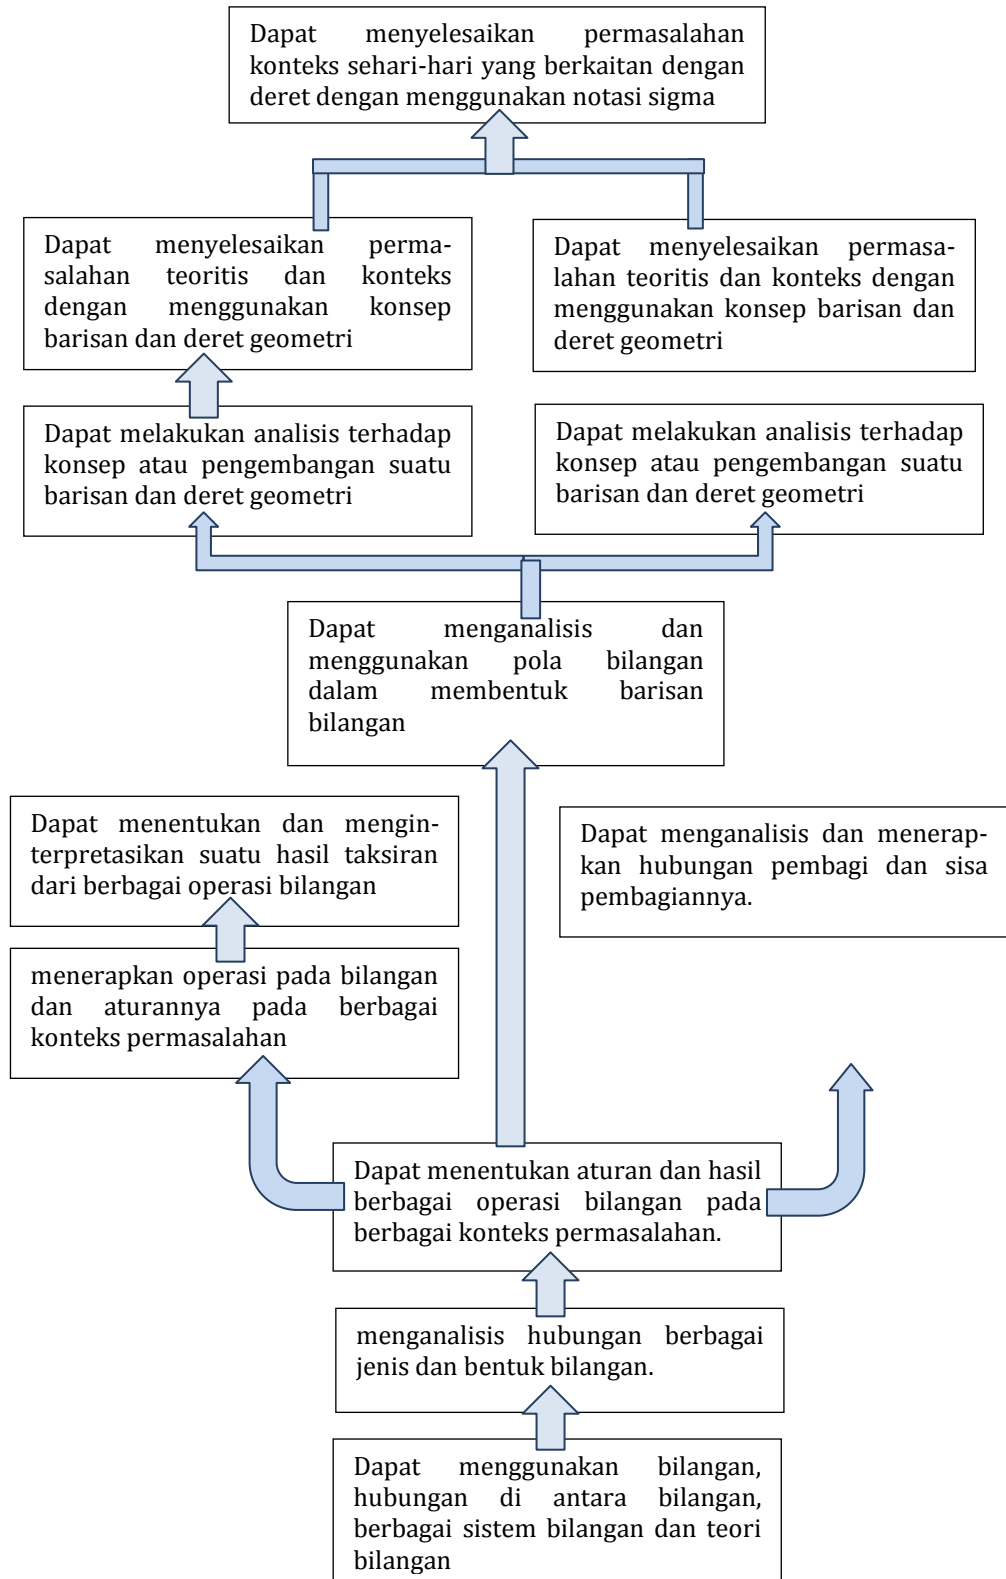 Dapat menyelesaikan permasalahan
konteks sehari-hari yang berkaitan dengan
deret dengan menggunakan notasi sigma
Dapat menyelesaikan perma-
salahan teoritis dan konteks
dengan menggunakan konsep
barisan dan deret geometri
Dapat menyelesaikan permasa-
lahan teoritis dan konteks dengan
menggunakan konsep barisan dan
deret geometri
Dapat melakukan analisis terhadap
konsep atau pengembangan suatu
barisan dan deret geometri
Dapat melakukan analisis terhadap
konsep atau pengembangan suatu
barisan dan deret geometri
Dapat menganalisis dan
menggunakan pola bilangan
dalam membentuk barisan
bilangan
Dapat menentukan dan mengin-
terpretasikan suatu hasil taksiran
dari berbagai operasi bilangan
Dapat menganalisis dan menerap-
kan hubungan pembagi dan sisa
pembagiannya.
menerapkan operasi pada bilangan
dan aturannya pada berbagai
konteks permasalahan
Dapat menentukan aturan dan hasil
berbagai operasi bilangan pada
berbagai konteks permasalahan.
menganalisis hubungan berbagai
jenis dan bentuk bilangan.
Dapat menggunakan bilangan,
hubungan di antara bilangan,
berbagai sistem bilangan dan teori
bilangan